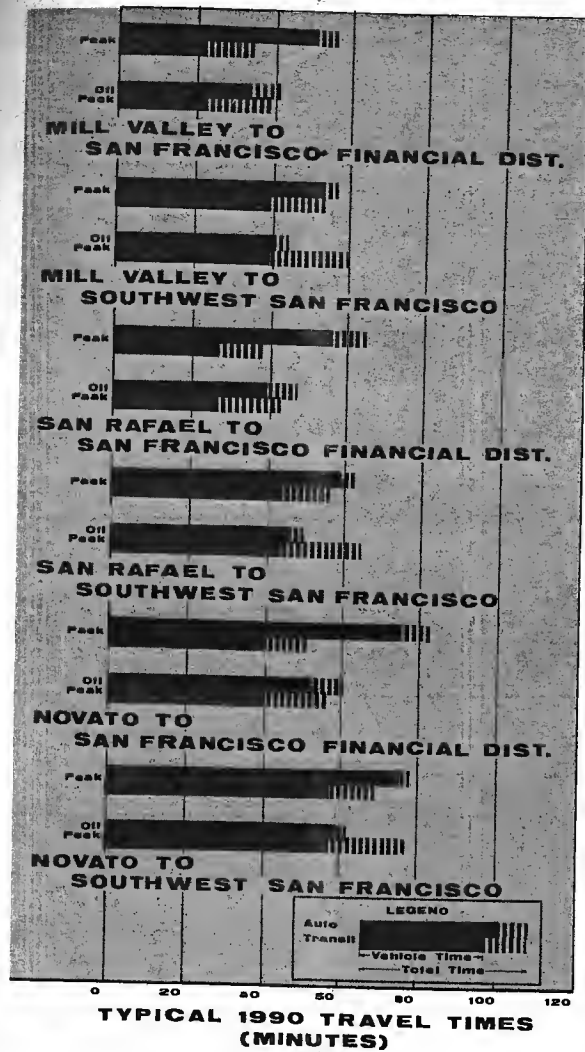 Peak
Off
Peak
MILL VALLEY TO
SAN FRANCISCO FINANCIAL DIST.
Peak
Off
Peak
MILL VALLEY TO
SOUTHWEST SAN FRANCISCO
Peak
Off
Peak
SAN RAFAEL TO
SAN FRANCISCO FINANCIAL DIST.
Peak
Off
Peak
SAN RAFAEL TO
SOUTHWEST SAN FRANCISCO
Peak
Off
Peak
NOVATO TO
SAN FRANCISCO FINANCIAL DIST.
Peak
Off
Peak
NOVATO TO
SOUTHWEST SAN FRANCISCO
LEGEND
Auto
Transit
Vehicle Time
Total Time
0 20 40 60 80 100 120
TYPICAL 1990 TRAVEL TIMES
(MINUTES)